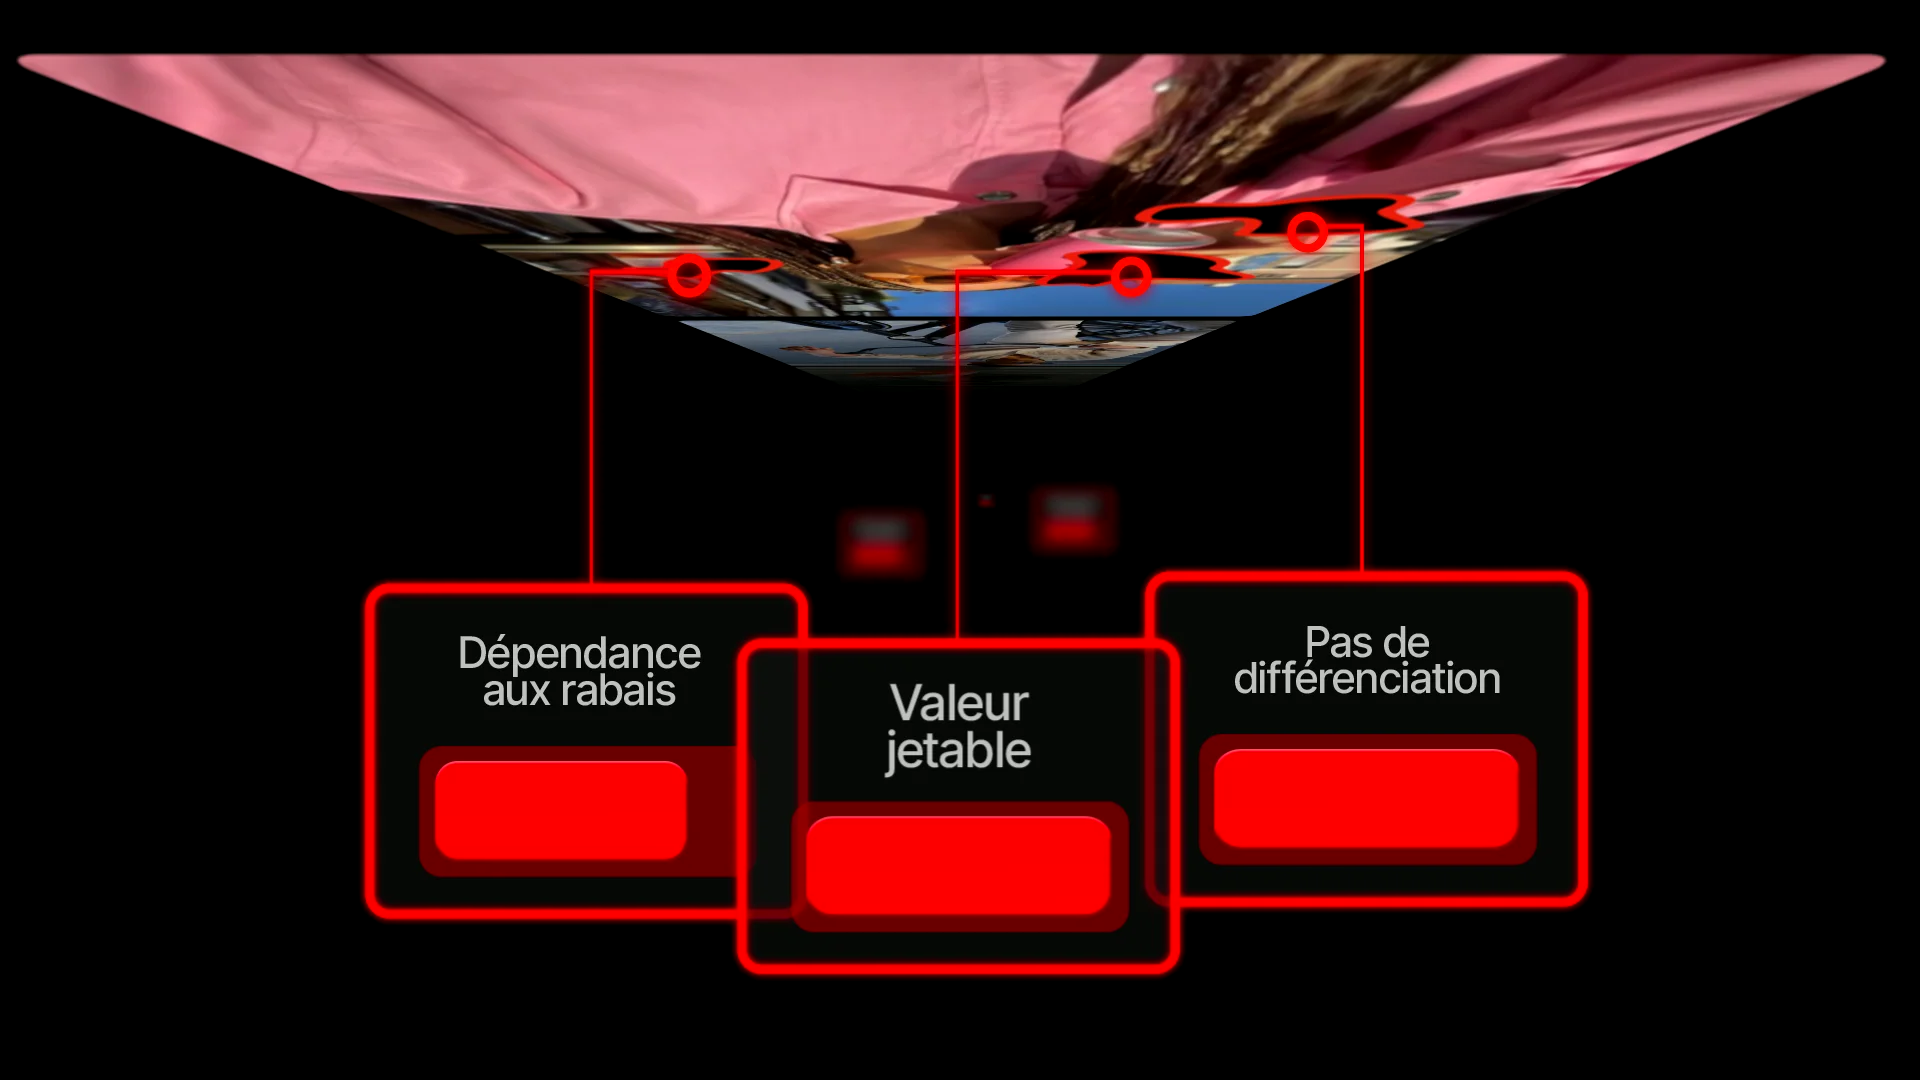 Dépendance
aux rabais
Valeur
jetable
Pas de
différenciation